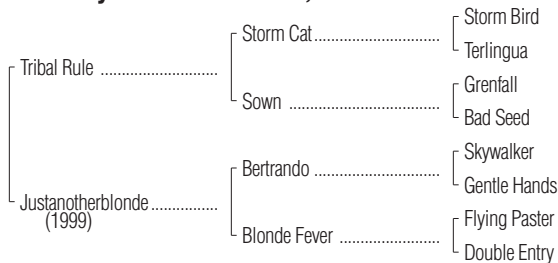 Storm Bird
Storm Cat
Terlingua
Tribal Rule
Grenfall
Sown
Bad Seed
Skywalker
Bertrando
Gentle Hands
Justanotherblonde
(1999)
Flying Paster
Blonde Fever
Double Entry